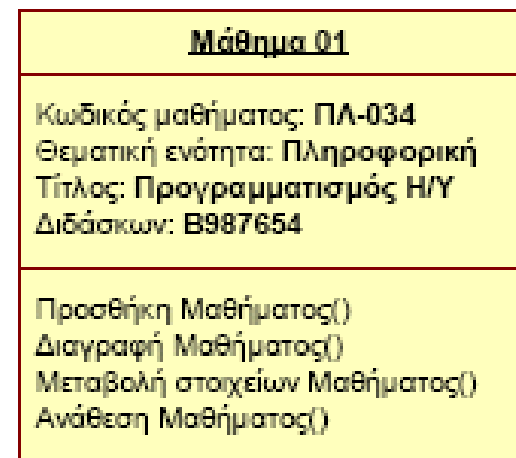 Μάθημα 01
Κωδικός μαθήματος: ΠΛ-034
Θεματική ενότητα: Πληροφορική
Τίτλος: Προγραμματισμός Η/Υ
Διδάσκων: Β987654
Προσθήκη Μαθήματος()
Διαγραφή Μαθήματος()
Μεταβολή στοιχείων Μαθήματος()
Ανάθεση Μαθήματος()